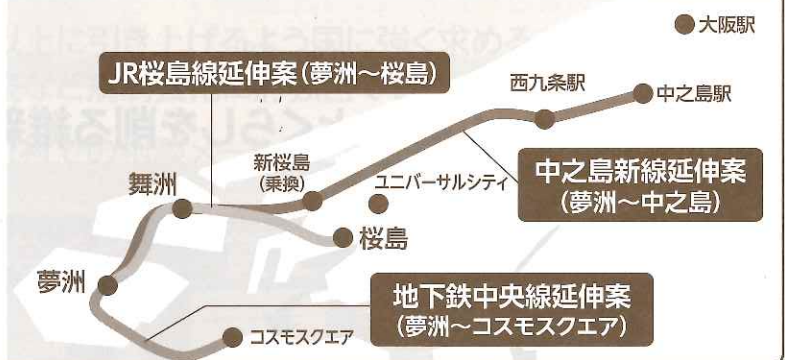 大阪駅
JR桜島線延伸案(夢洲〜桜島)
西九条駅
中之島駅
新桜島
(乗換)
ユニバーサルシティ
中之島新線延伸案
(夢洲〜中之島)
舞洲
桜島
夢洲
地下鉄中央線延伸案
(夢洲〜コスモスクエア)
コスモスクエア